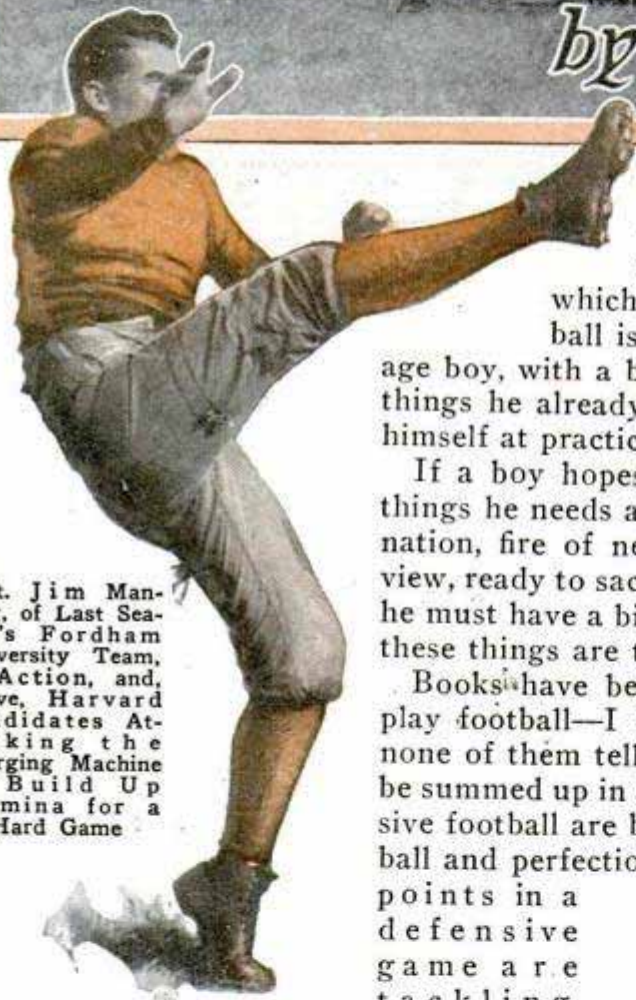 by
t. Jim Man-
, of Last Sea-
's Fordham
versity Team,
Action, and,
ve, Harvard
didates At-
king the
rging Machine
Build Up
mina for a
Hard Game
which
ball is
age boy, with a b
things he already
himself at practic
If a boy hopes
things he needs a
nation, fire of ne
view, ready to sac
he must have a bi
these things are t
Books have be
play football—I
none of them tell
be summed up in
sive football are b
ball and perfectio
points in a
defensive
game are
tackling